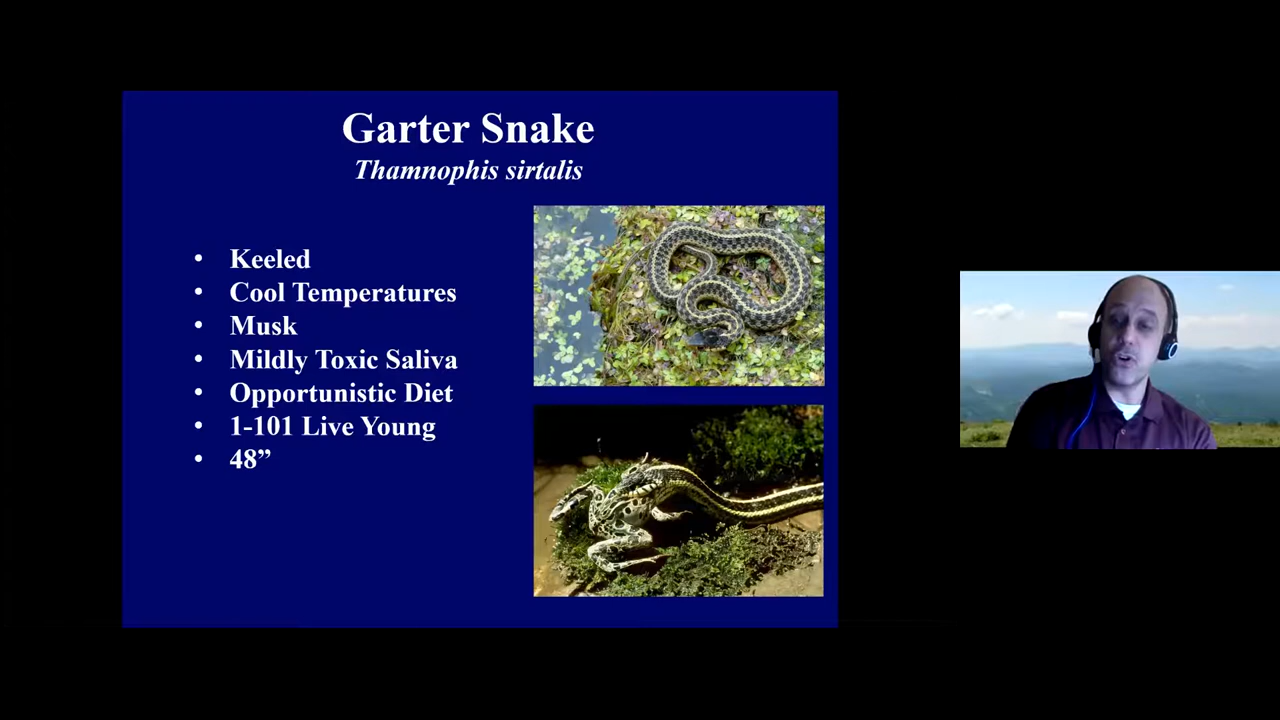 Garter Snake
Thamnophis sirtalis
• Keeled
• Cool Temperatures
• Musk
• Mildly Toxic Saliva
• Opportunistic Diet
• 1-101 Live Young
• 48”